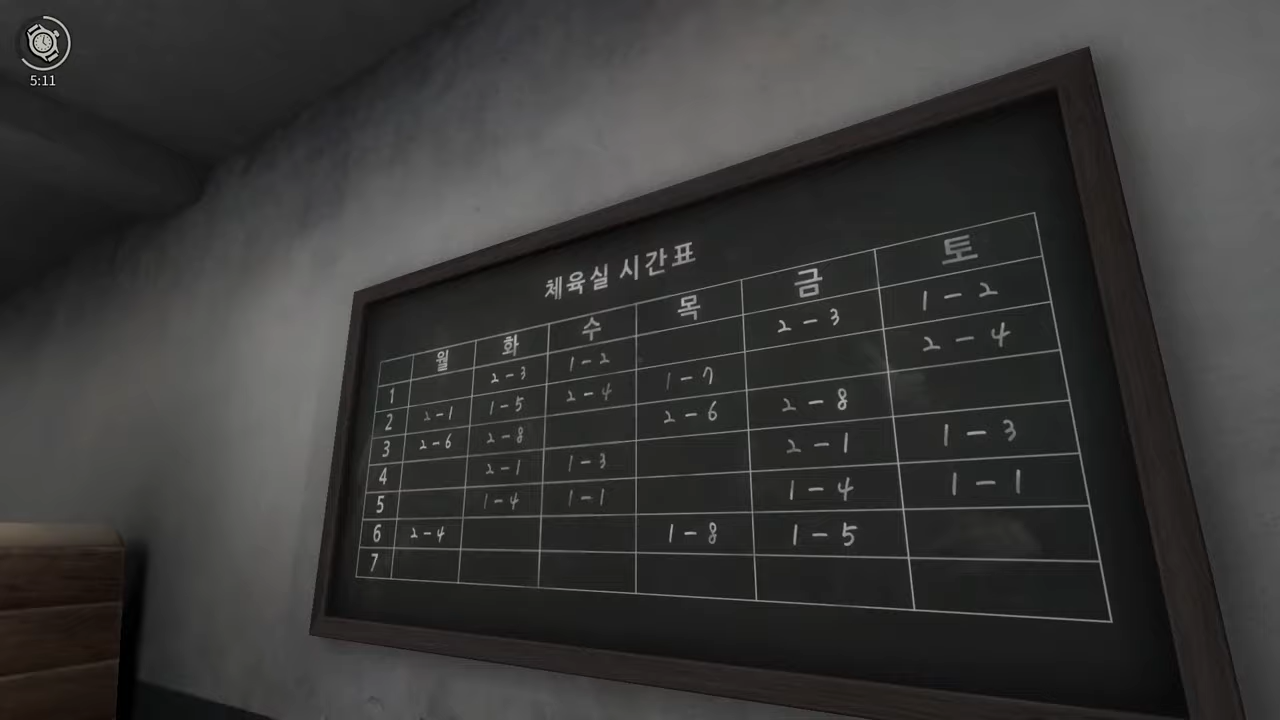 5:11
체육실 시간표
월 화 수 목 금 토
1 2-3 1-2 2-3 1-2
2 2-1 1-5 2-4 1-7 2-4
3 2-6 2-8 2-6 2-8
4 2-1 1-3 2-1 1-3
5 1-4 1-1 1-4 1-1
6 2-4 1-8 1-5
7